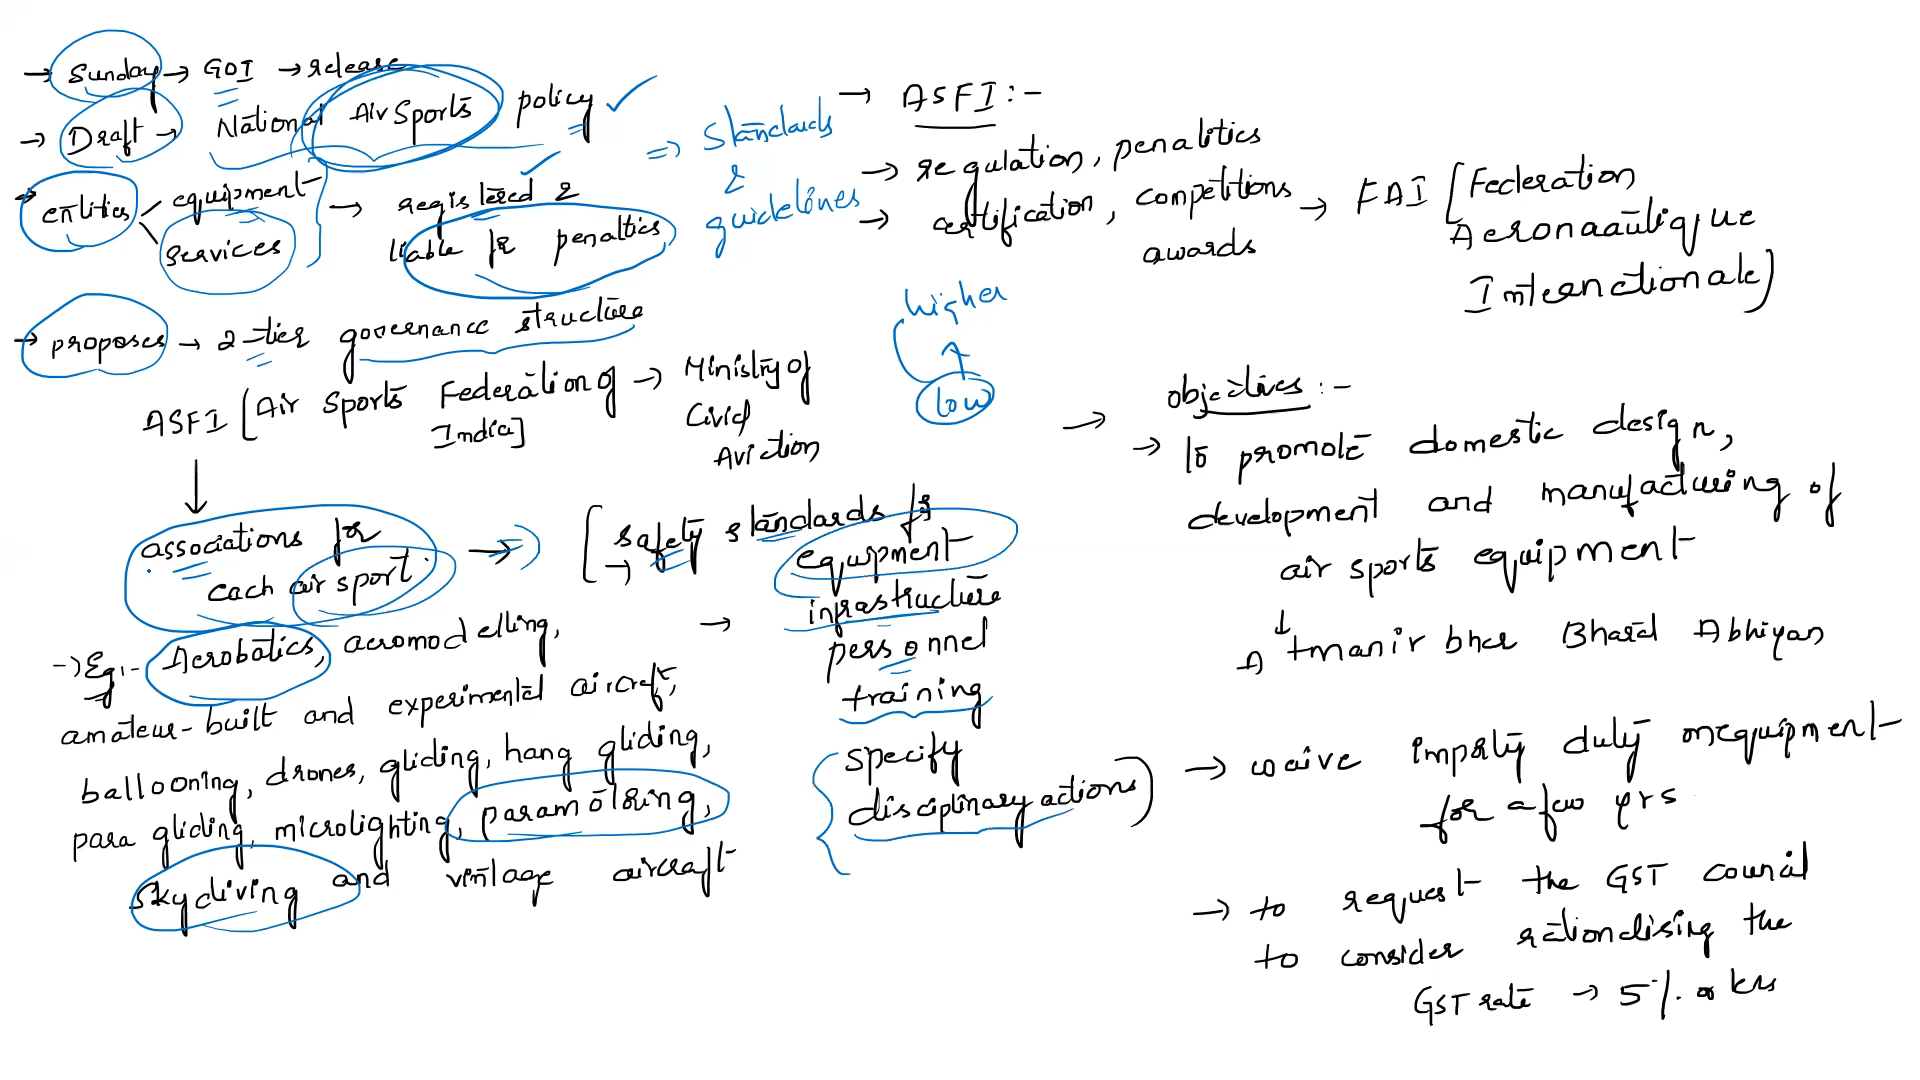 → Sunday → GOI → release
→ Draft → National Air Sports policy ✓
→ entities equipment services → registered & liable for penalties
⇒ Standards & guidelines
→ proposes → 2-tier governance structure
ASFI [Air Sports Federation of India] → Ministry of Civil Aviation
higher
↑
low
↓
associations for
each air sport. → [safety standards for
→ equipment
→ infrastructure
personnel
training
specify
disciplinary actions)
→ Eg:- Aerobatics, aeromodelling,
amateur-built and experimental aircraft,
ballooning, drones, gliding, hang gliding,
para gliding, microlighting, paramotoring,
skydiving and vintage aircraft
→ ASFI :-
→ regulation, penalities
→ certification, competitions
awards
→ FAI [Federation
Aeronaautique
Internctionale]
→ objectives :-
→ to promote domestic design,
development and manufacturing of
air sports equipment
↓
Atmanirbher Bharat Abhiyan
→ waive duty on equipment
for a few yrs
→ to request the GST council
to consider rationalising the
GST rate → 5%. or less